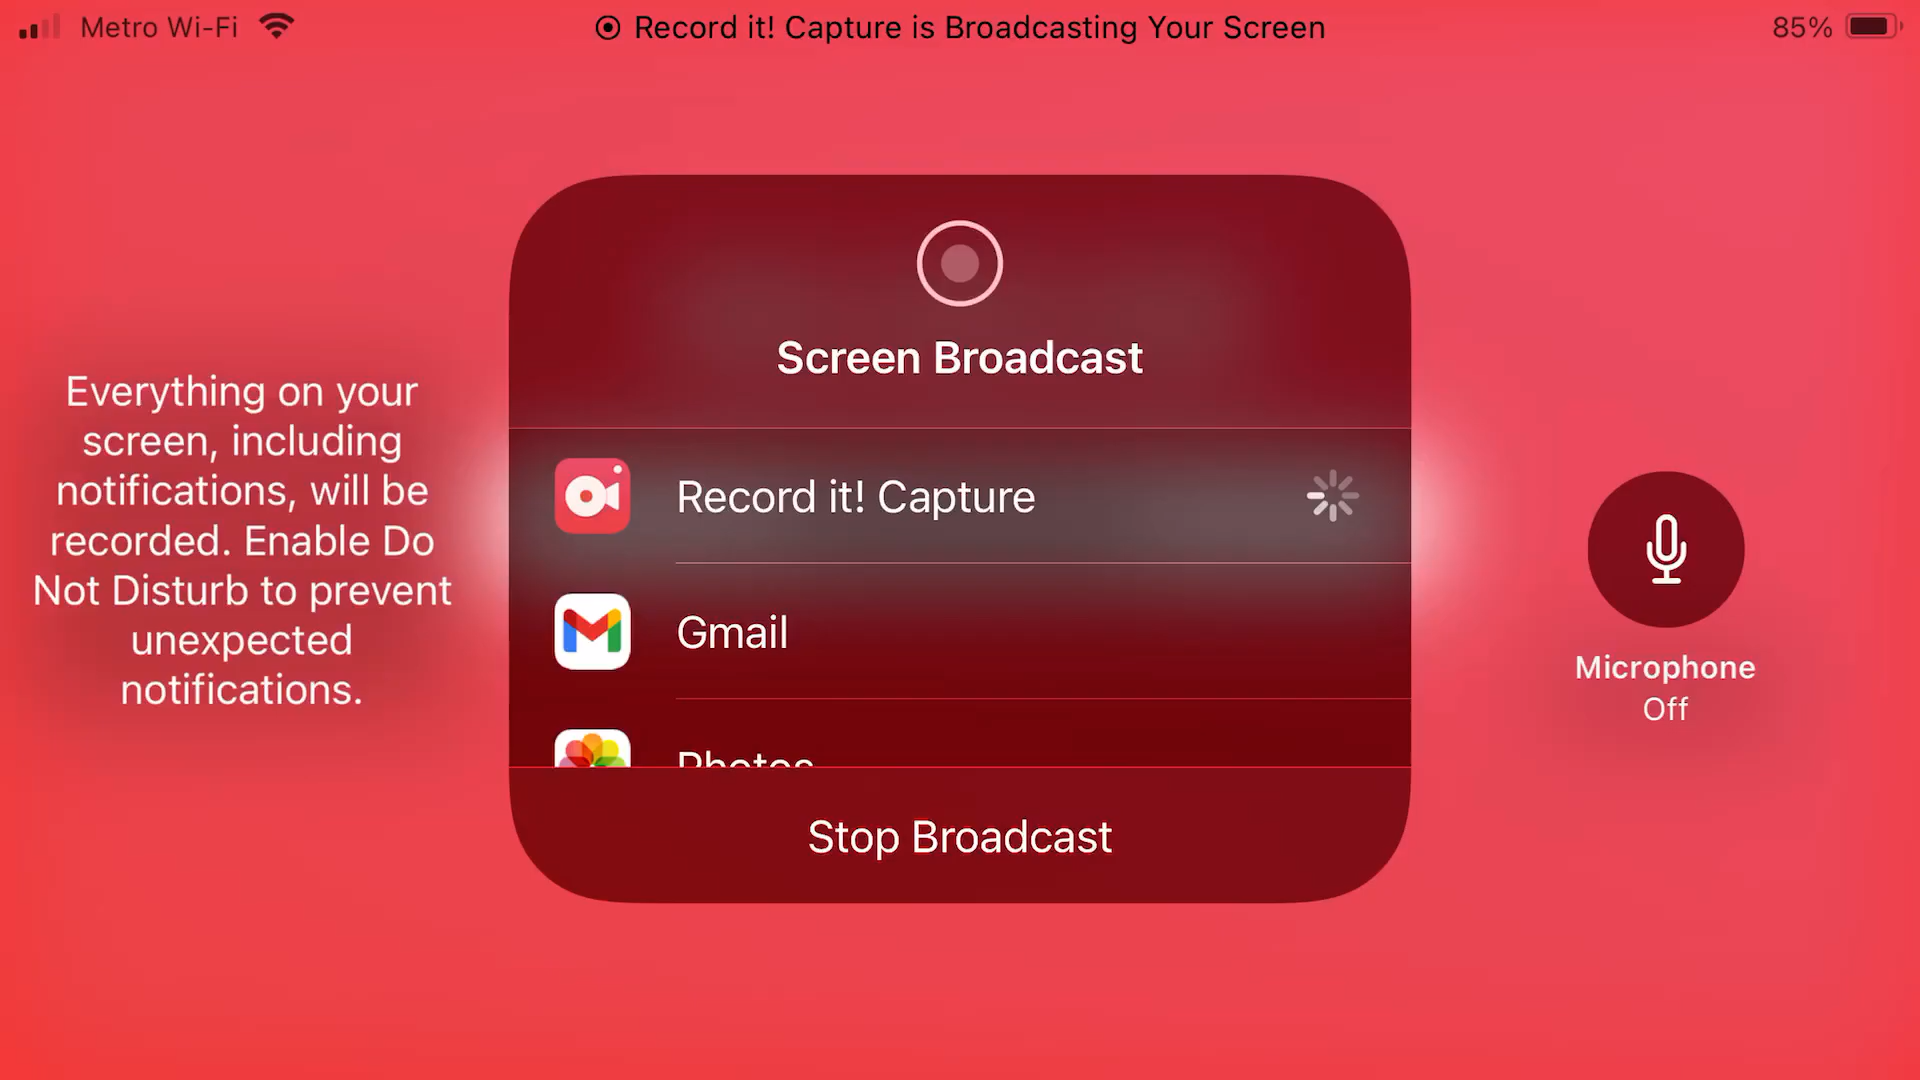 Metro Wi-Fi
Record it! Capture is Broadcasting Your Screen
85%
Everything on your
screen, including
notifications, will be
recorded. Enable Do
Not Disturb to prevent
unexpected
notifications.
Screen Broadcast
Record it! Capture
Gmail
Photos
Stop Broadcast
Microphone
Off